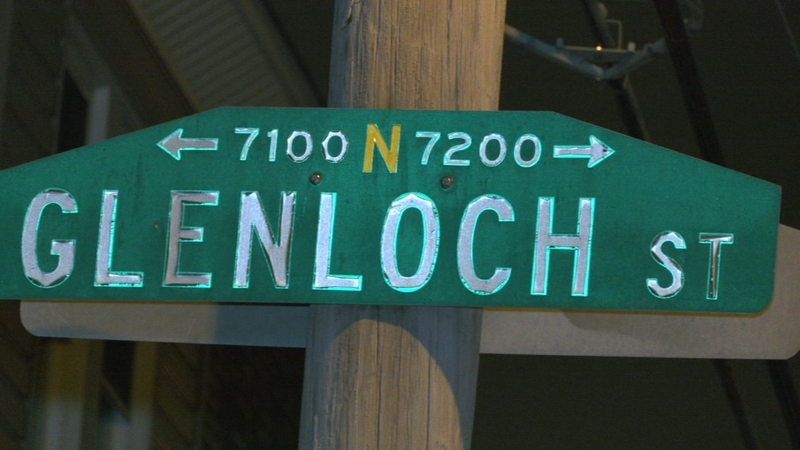 ← 7100 N 7200 →
GLENLOCH ST